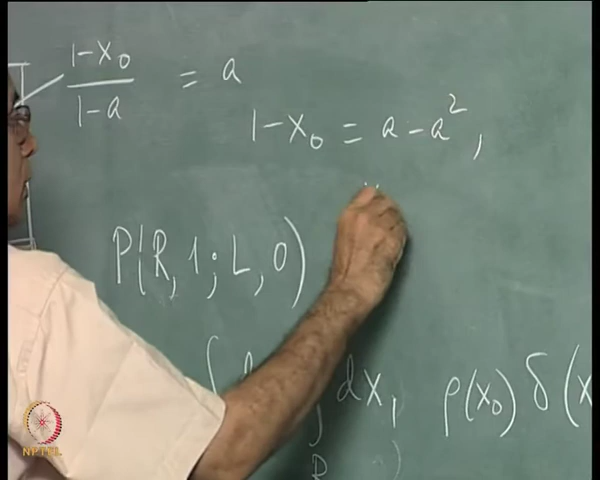 1-x₀ / 1-a = a
1-x₀ = a-a²,
P(R,1;L,0)
∫ dx₁ ρ(x₀) δ(x
R
NPTEL